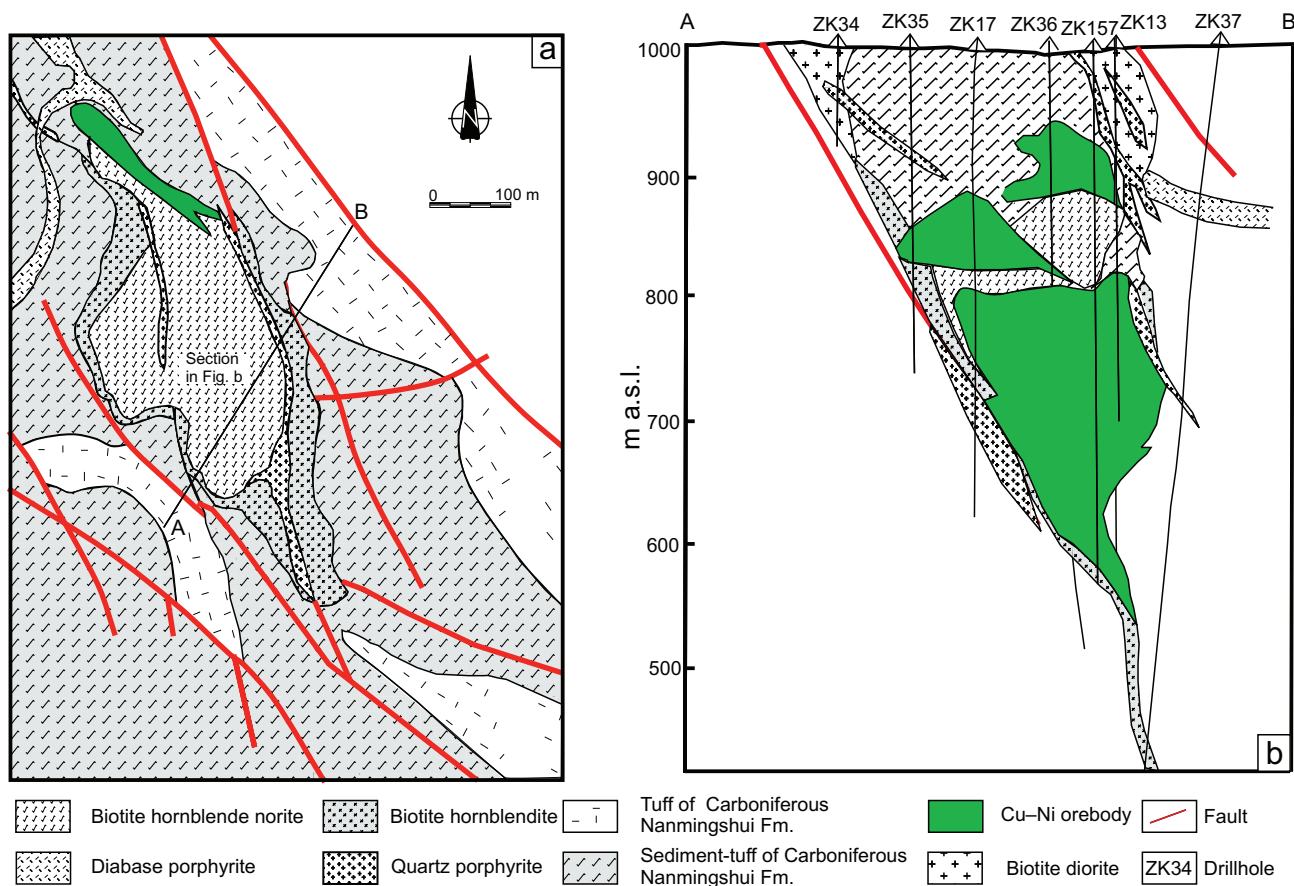 a
N
0 100 m
B
Section
in Fig. b
A
A ZK34 ZK35 ZK17 ZK36 ZK157 ZK13 ZK37 B
1000
900
800
m a.s.l.
700
600
500
b
Biotite hornblende norite
Biotite hornblendite
Tuff of Carboniferous
Nanmingshui Fm.
Cu–Ni orebody
Fault
Diabase porphyrite
Quartz porphyrite
Sediment-tuff of Carboniferous
Nanmingshui Fm.
Biotite diorite
ZK34 Drillhole